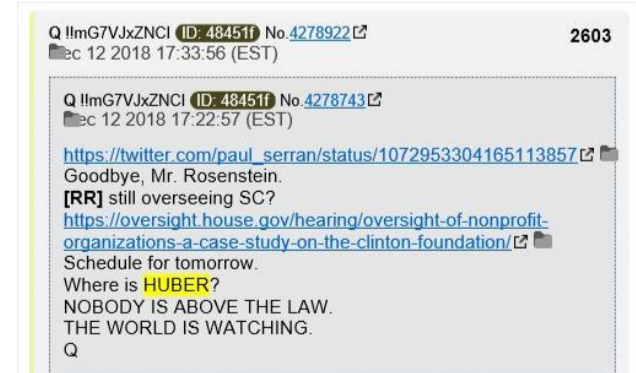 Q !!mG7VJxZNCI ID: 48451f No.4278922 2603
ec 12 2018 17:33:56 (EST)
Q !!mG7VJxZNCI ID: 48451f No.4278743
ec 12 2018 17:22:57 (EST)
https://twitter.com/paul_serran/status/1072953304165113857
Goodbye, Mr. Rosenstein.
[RR] still overseeing SC?
https://oversight.house.gov/hearing/oversight-of-nonprofit-
organizations-a-case-study-on-the-clinton-foundation/
Schedule for tomorrow.
Where is HUBER?
NOBODY IS ABOVE THE LAW.
THE WORLD IS WATCHING.
Q